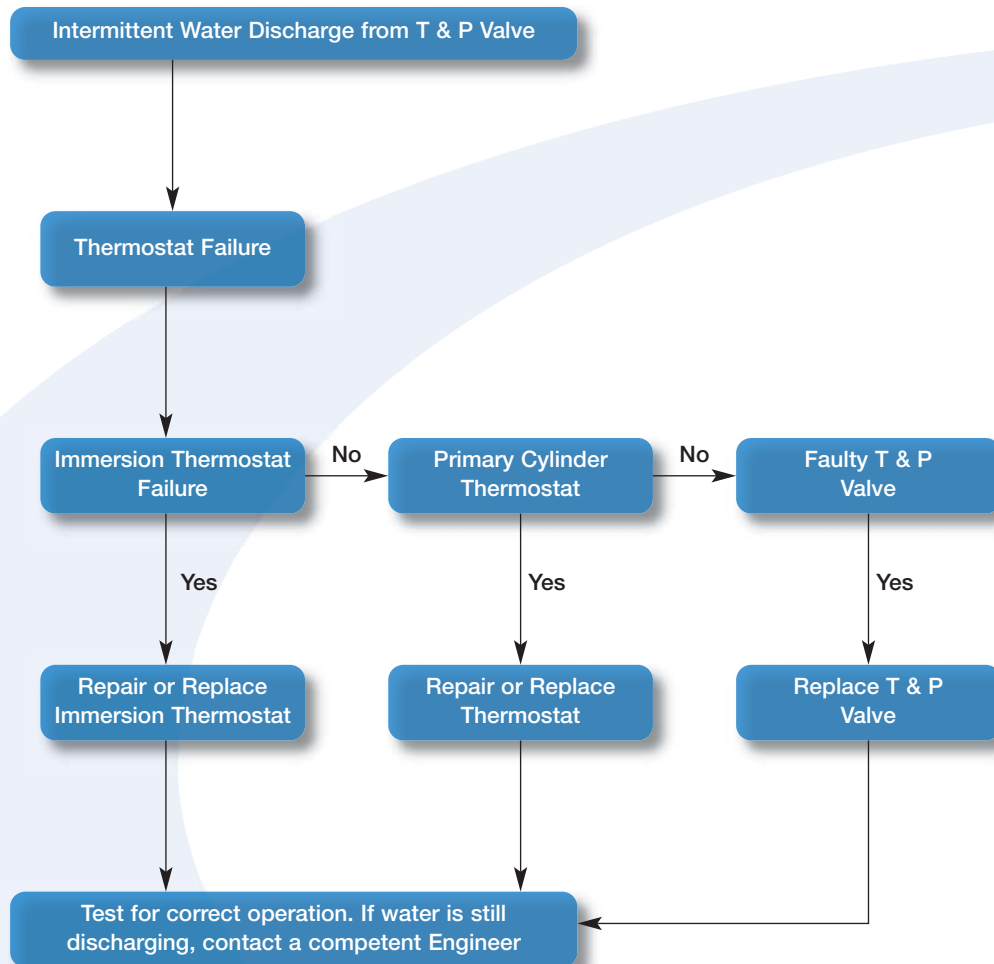 Intermittent Water Discharge from T & P Valve
Thermostat Failure
Immersion Thermostat
Failure
No
Primary Cylinder
Thermostat
No
Faulty T & P
Valve
Yes
Yes
Yes
Repair or Replace
Immersion Thermostat
Repair or Replace
Thermostat
Replace T & P
Valve
Test for correct operation. If water is still
discharging, contact a competent Engineer